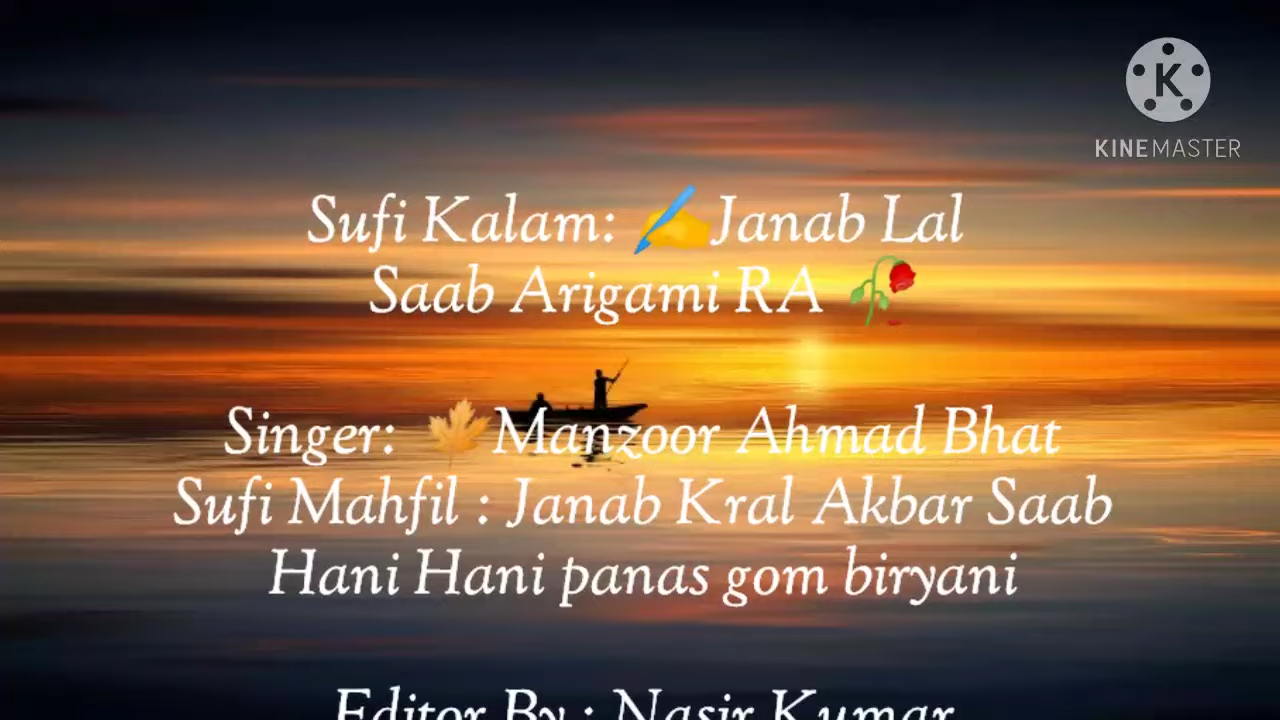 K
KINEMASTER
Sufi Kalam: ✍️Janab Lal
Saab Arigami RA 🥀
Singer: 🍁Manzoor Ahmad Bhat
Sufi Mahfil : Janab Kral Akbar Saab
Hani Hani panas gom biryani
Editor By : Nasir Kumar